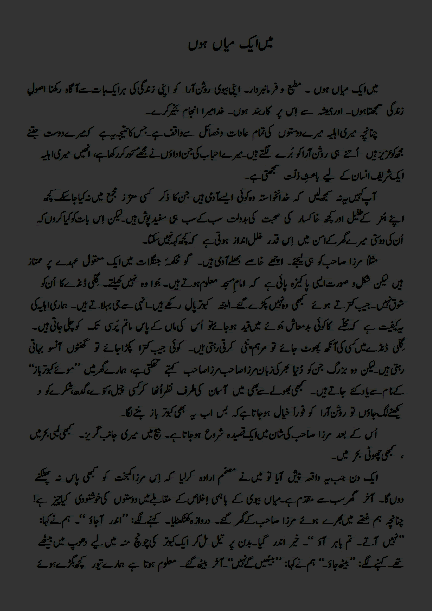 میں ایک میاں ہوں
میں ایک میاں ہوں۔ مطیع و فرمانبردار۔ اپنی بیوی روشن آرا کو اپنی زندگی کی ہر ایک بات سے آگاہ رکھنا اصول
زندگی سمجھتا ہوں۔ اور ہمیشہ سے اس پر کاربند ہوں۔ خدا میرا انجام بخیر کرے۔
چنانچہ میری اہلیہ میرے دوستوں کی تمام عادات و خصائل سے واقف ہے۔ جس کا نتیجہ یہ ہے کہ میرے دوست جتنے
مجھ کو عزیز ہیں اُتنے ہی روشن آرا کو بُرے لگتے ہیں۔ میرے احباب کی جن اداؤں نے مجھے مسحور کر رکھا ہے، انھیں میری اہلیہ
ایک شریف انسان کے لیے باعثِ ذلت سمجھتی ہے۔
آپ کہیں یہ نہ سمجھ لیں کہ خدانخواستہ وہ کوئی ایسے آدمی ہیں جن کا ذکر کسی معزز مجمع میں نہ کیا جا سکے۔ کچھ
اپنے ہنر کے طفیل اور کچھ خاکسار کی صحبت کی بدولت سب کے سب ہی سفید پوش ہیں۔ لیکن اس بات کو کیا کروں کہ
اُن کی دوستی میرے گھر کے امن میں اس قدر خلل انداز ہوتی ہے کہ کچھ کہہ نہیں سکتا۔
مثلاً مرزا صاحب کو ہی لیجیے۔ اچھے خاصے بھلے آدمی ہیں۔ گو محکمۂ جنگلات میں ایک معقول عہدے پر ممتاز
ہیں لیکن شکل و صورت ایسی پاکیزہ پائی ہے کہ امام مسجد معلوم ہوتے ہیں۔ جوا وہ نہیں کھیلتے۔ گلی ڈنڈے کا ان کو
شوق نہیں۔ جیب کترتے ہوئے کبھی وہ نہیں پکڑے گئے۔ البتہ کبوتر پال رکھے ہیں۔ انہی سے جی بہلاتے ہیں۔ ہماری اہلیہ کی
یہ کیفیت ہے کہ محلے کا کوئی بدمعاش جوئے میں قید ہو جائے تو اُس کی ماں کے پاس ماتم پرسی تک کو چلی جاتی ہیں۔
گلی ڈنڈے میں کسی کی آنکھ پھوٹ جائے تو مرہم پٹی کرتی رہتی ہیں۔ کوئی جیب کترا پکڑا جائے تو گھنٹوں آنسو بہاتی
رہتی ہیں۔ لیکن وہ بزرگ جن کو دُنیا بھر کی زبان مرزا صاحب مرزا صاحب کہتے تھکتی ہے، ہمارے گھر میں "موئے کبوتر باز"
کے نام سے یاد کئے جاتے ہیں۔ کبھی بھولے سے بھی میں آسمان کی طرف نظر اُٹھا کر کسی چیل، کوّے، گدھ، شکرے کو
دیکھنے لگ جاؤں تو روشن آرا کو فوراً خیال ہو جاتا ہے کہ بس اب یہ بھی کبوتر باز بننے لگا۔
اُس کے بعد مرزا صاحب کی شان میں ایک قصیدہ شروع ہو جاتا ہے۔ بیچ میں میری جانب گریز۔ کبھی لمبی بحر میں
، کبھی چھوٹی بحر میں۔
ایک دن جب یہ واقعہ پیش آیا تو میں نے مصمم ارادہ کر لیا کہ اس مرزا کمبخت کو کبھی پاس نہ پھٹکنے
دوں گا۔ آخر گھر سب سے مقدم ہے۔ میاں بیوی کے باہمی اخلاص کے مقابلے میں دوستوں کی خوشنودی کیا چیز ہے!
چنانچہ ہم غصے میں بھرے ہوئے مرزا صاحب کے گھر گئے۔ دروازہ کھٹکھٹایا۔ کہنے لگے: "اندر آ جاؤ"۔ ہم نے کہا:
"نہیں آتے۔ تم باہر آؤ"۔ خیر اندر گیا۔ بدن پر تیل مل کر ایک کبوتر کی چونچ منہ میں لیے دھوپ میں بیٹھے
تھے۔ کہنے لگے: "بیٹھ جاؤ۔" ہم نے کہا: "بیٹھیں گے نہیں"۔ آخر بیٹھ گئے۔ معلوم ہوتا ہے ہمارے تیور کچھ بگڑے ہوئے